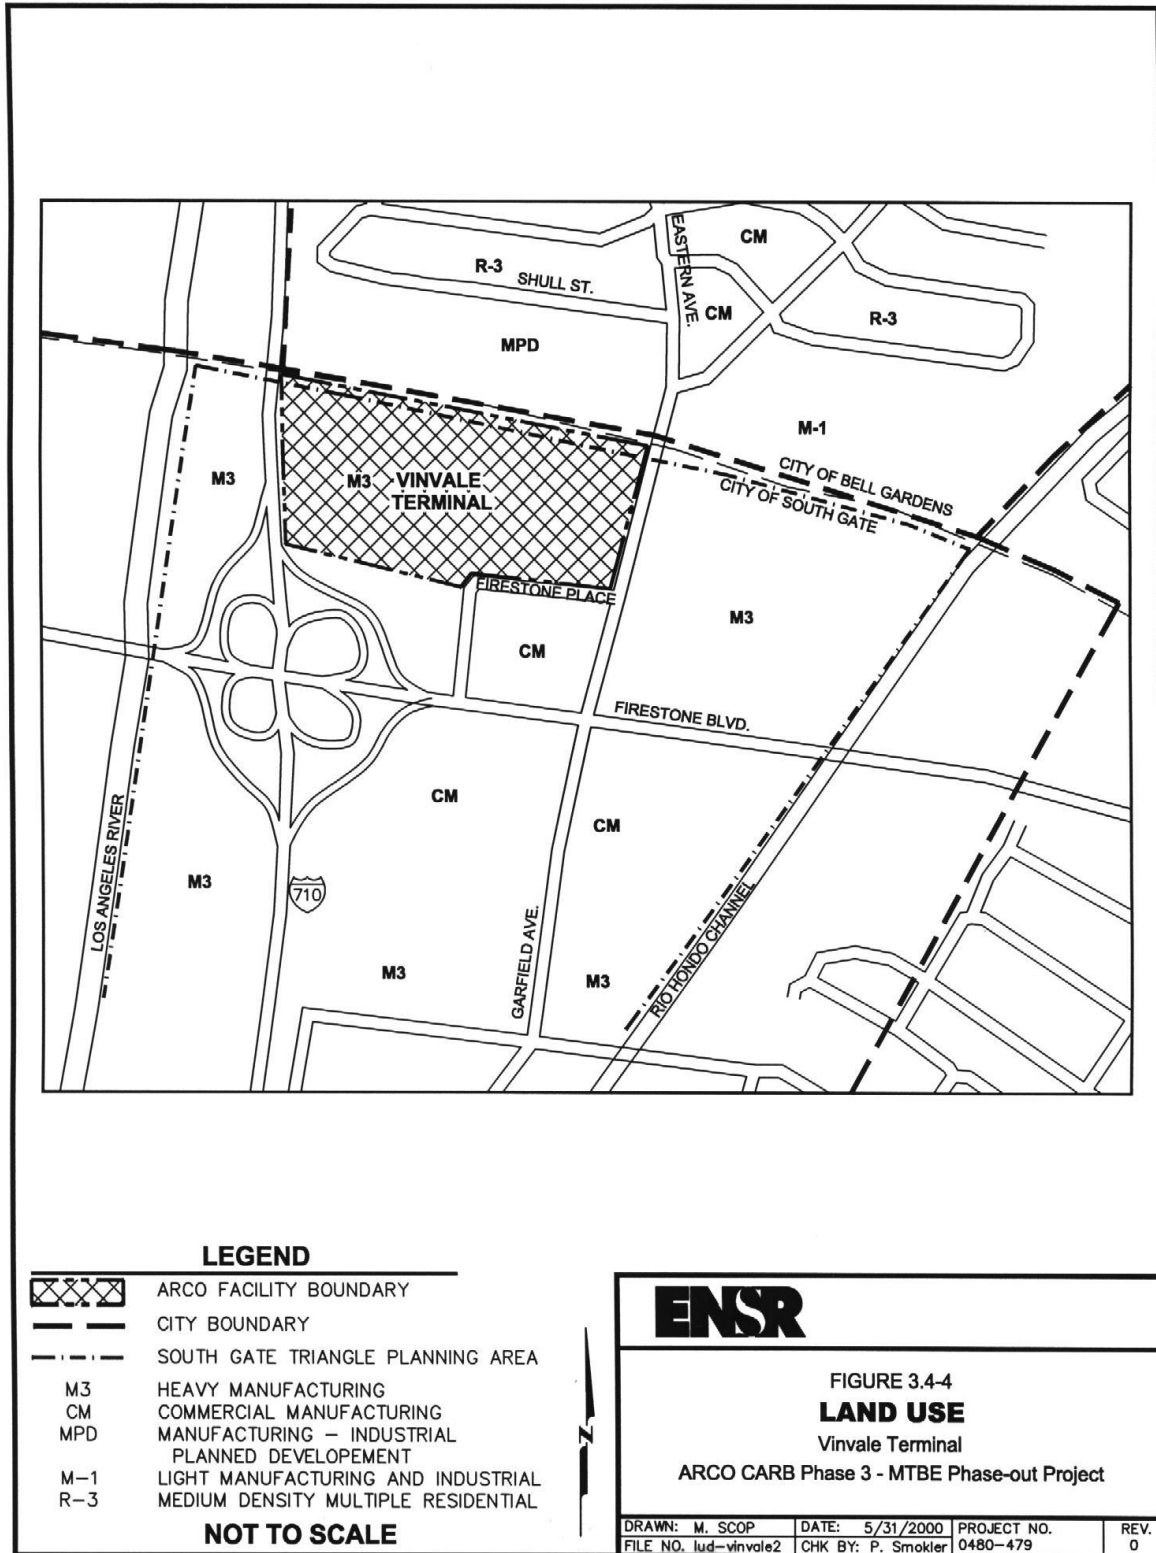 EASTERN AVE.
CM
R-3
SHULL ST.
CM
R-3
MPD
M-1
CITY OF BELL GARDENS
CITY OF SOUTH GATE
M3
M3 VINVALE
TERMINAL
FIRESTONE PLACE
M3
CM
FIRESTONE BLVD.
CM
CM
LOS ANGELES RIVER
M3
710
GARFIELD AVE.
RIO HONDO CHANNEL
M3
M3
LEGEND
ARCO FACILITY BOUNDARY
CITY BOUNDARY
SOUTH GATE TRIANGLE PLANNING AREA
M3 HEAVY MANUFACTURING
CM COMMERCIAL MANUFACTURING
MPD MANUFACTURING – INDUSTRIAL
PLANNED DEVELOPEMENT
M–1 LIGHT MANUFACTURING AND INDUSTRIAL
R–3 MEDIUM DENSITY MULTIPLE RESIDENTIAL
NOT TO SCALE
N
ENSR
FIGURE 3.4-4
LAND USE
Vinvale Terminal
ARCO CARB Phase 3 - MTBE Phase-out Project
DRAWN: M. SCOP DATE: 5/31/2000 PROJECT NO. REV.
FILE NO. lud–vinvale2 CHK BY: P. Smokler 0480–479 0